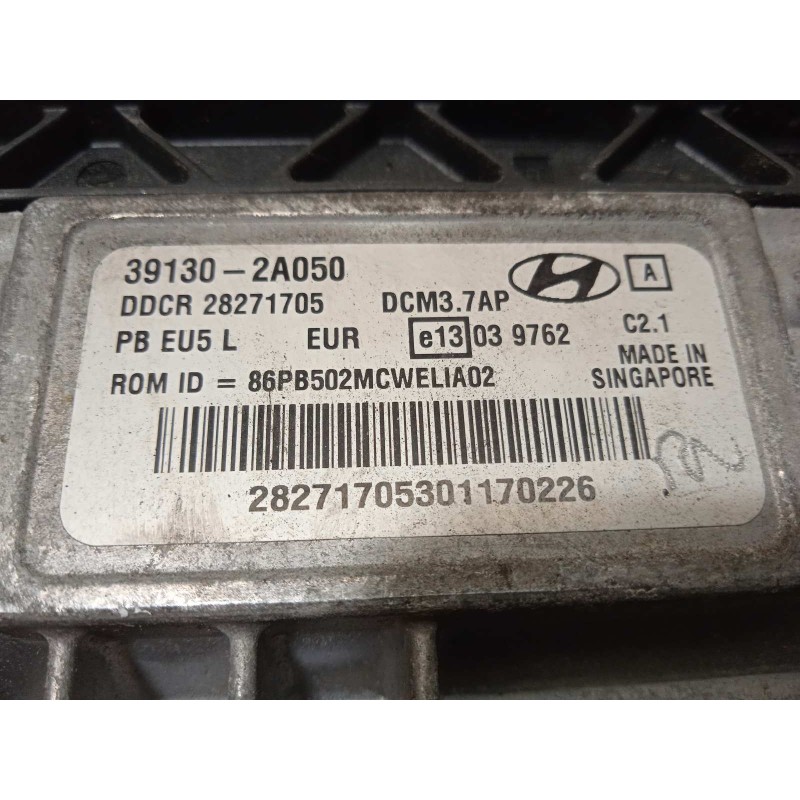 39130-2A050 A
DDCR 28271705 DCM3.7AP
PB EU5 L EUR e13 03 9762 C2.1
MADE IN
ROM ID = 86PB502MCWELIA02 SINGAPORE
28271705301170226